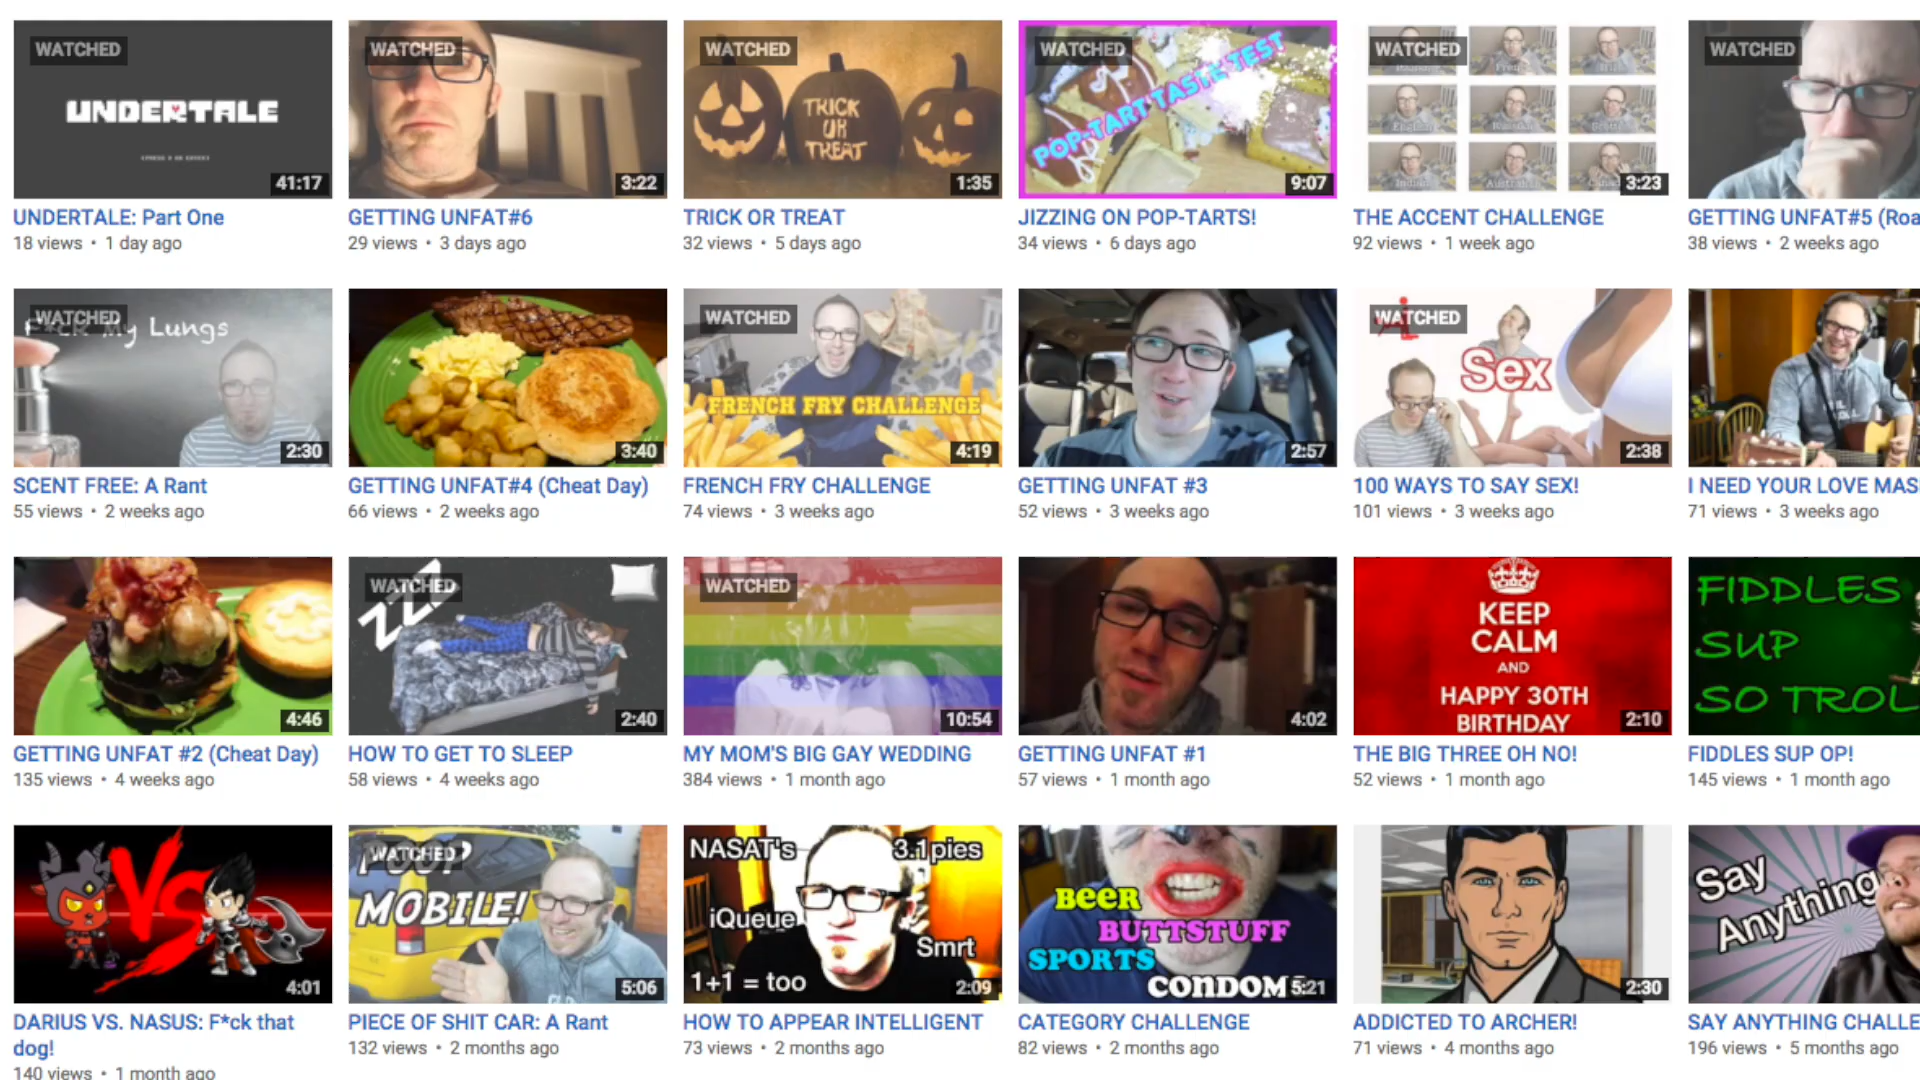 WATCHED
UNDERTALE
41:17
UNDERTALE: Part One
18 views • 1 day ago
WATCHED
3:22
GETTING UNFAT#6
29 views • 3 days ago
WATCHED
TRICK
OR
TREAT
1:35
TRICK OR TREAT
32 views • 5 days ago
WATCHED
POP-TART TASTE TEST
9:07
JIZZING ON POP-TARTS!
34 views • 6 days ago
WATCHED
3:23
THE ACCENT CHALLENGE
92 views • 1 week ago
WATCHED
GETTING UNFAT#5 (Roa
38 views • 2 weeks ago
WATCHED
My Lungs
2:30
SCENT FREE: A Rant
55 views • 2 weeks ago
3:40
GETTING UNFAT#4 (Cheat Day)
66 views • 2 weeks ago
WATCHED
FRENCH FRY CHALLENGE
4:19
FRENCH FRY CHALLENGE
74 views • 3 weeks ago
2:57
GETTING UNFAT #3
52 views • 3 weeks ago
WATCHED
Sex
2:38
100 WAYS TO SAY SEX!
101 views • 3 weeks ago
I NEED YOUR LOVE MAS
71 views • 3 weeks ago
4:46
GETTING UNFAT #2 (Cheat Day)
135 views • 4 weeks ago
WATCHED
ZZZ
2:40
HOW TO GET TO SLEEP
58 views • 4 weeks ago
WATCHED
10:54
MY MOM'S BIG GAY WEDDING
384 views • 1 month ago
4:02
GETTING UNFAT #1
57 views • 1 month ago
KEEP
CALM
AND
HAPPY 30TH
BIRTHDAY
2:10
THE BIG THREE OH NO!
52 views • 1 month ago
FIDDLES
SUP
SO TROL
FIDDLES SUP OP!
145 views • 1 month ago
VS
4:01
DARIUS VS. NASUS: F*ck that
dog!
140 views • 1 month ago
WATCHED
MOBILE!
5:06
PIECE OF SHIT CAR: A Rant
132 views • 2 months ago
NASAT's
3.1pies
iQueue
Smrt
1+1 = too
2:09
HOW TO APPEAR INTELLIGENT
73 views • 2 months ago
BEER
BUTTSTUFF
SPORTS
CONDOM
5:21
CATEGORY CHALLENGE
82 views • 2 months ago
2:30
ADDICTED TO ARCHER!
71 views • 4 months ago
Say
Anything
SAY ANYTHING CHALLE
196 views • 5 months ago